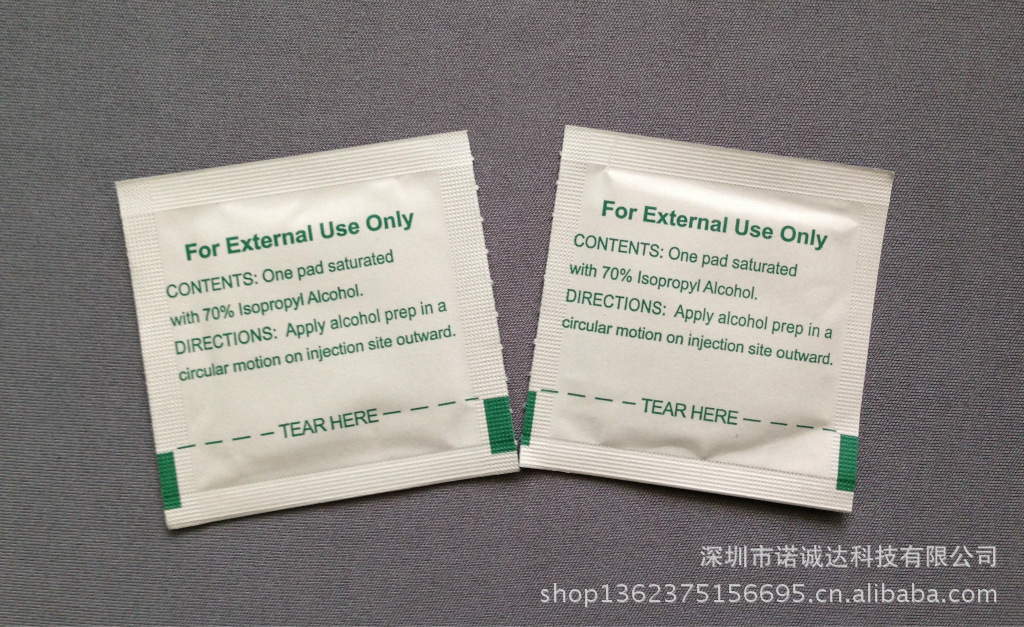 For External Use Only
CONTENTS: One pad saturated
with 70% Isopropyl Alcohol.
DIRECTIONS: Apply alcohol prep in a
circular motion on injection site outward.
TEAR HERE
For External Use Only
CONTENTS: One pad saturated
with 70% Isopropyl Alcohol.
DIRECTIONS: Apply alcohol prep in a
circular motion on injection site outward.
TEAR HERE
深圳市诺诚达科技有限公司
shop1362375156695.cn.alibaba.com